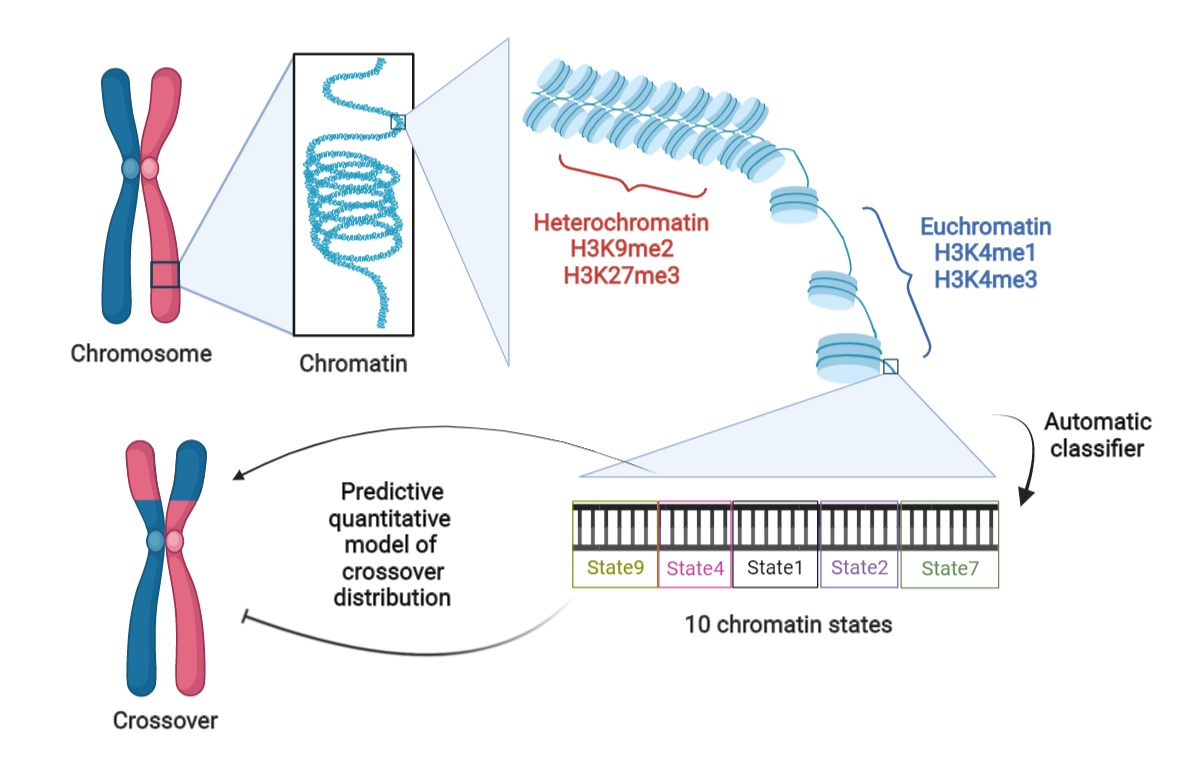 Chromosome
Chromatin
Heterochromatin
H3K9me2
H3K27me3
Euchromatin
H3K4me1
H3K4me3
Automatic
classifier
State9
State4
State1
State2
State7
10 chromatin states
Predictive
quantitative
model of
crossover
distribution
Crossover